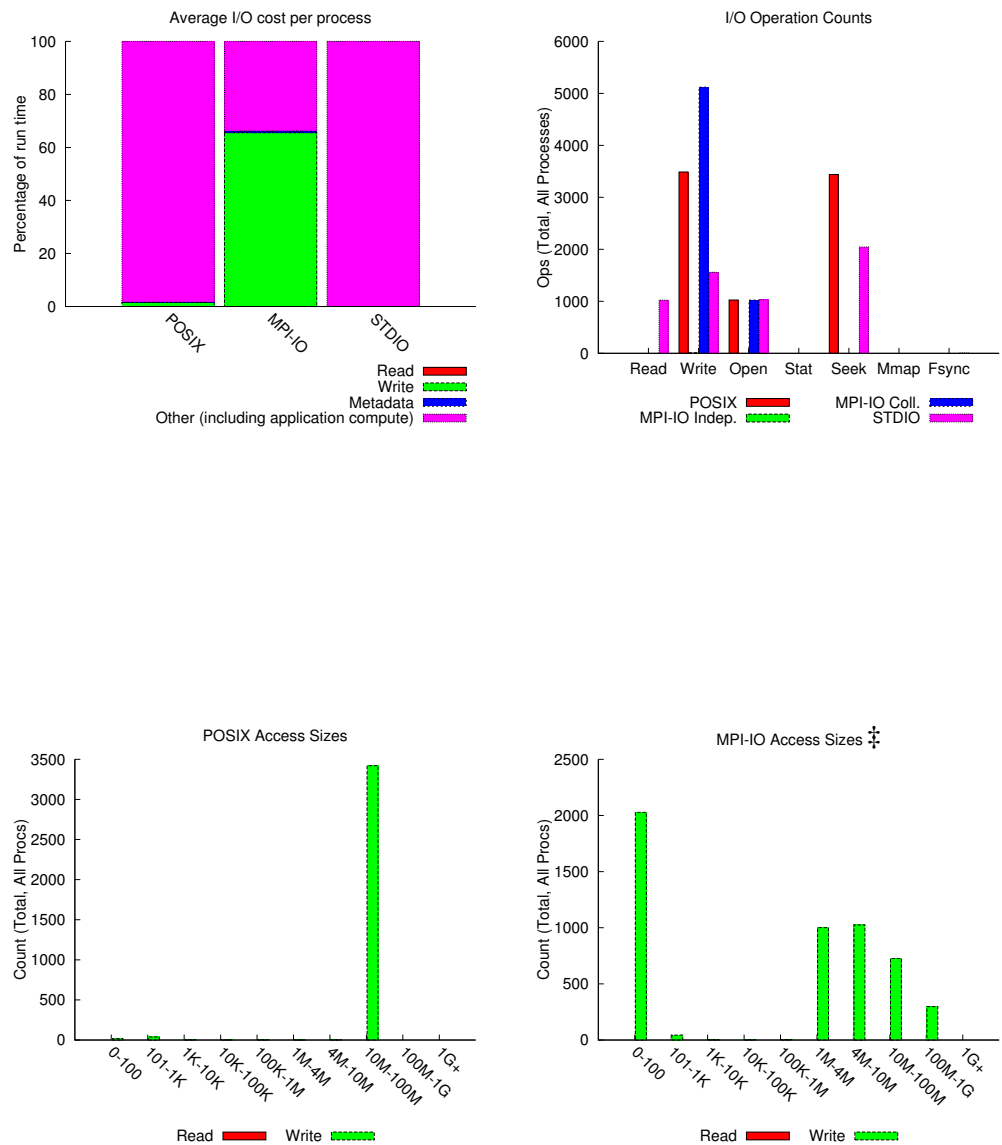 Average I/O cost per process
100
80
60
40
20
0
Percentage of run time
POSIX
MPI-IO
STDIO
Read
Write
Metadata
Other (including application compute)
I/O Operation Counts
6000
5000
4000
3000
2000
1000
0
Ops (Total, All Processes)
Read Write Open Stat Seek Mmap Fsync
POSIX
MPI-IO Indep.
MPI-IO Coll.
STDIO
POSIX Access Sizes
3500
3000
2500
2000
1500
1000
500
0
Count (Total, All Procs)
0-100
101-1K
1K-10K
10K-100K
100K-1M
1M-4M
4M-10M
10M-100M
100M-1G
1G+
Read Write
MPI-IO Access Sizes ‡
2500
2000
1500
1000
500
0
Count (Total, All Procs)
0-100
101-1K
1K-10K
10K-100K
100K-1M
1M-4M
4M-10M
10M-100M
100M-1G
1G+
Read Write